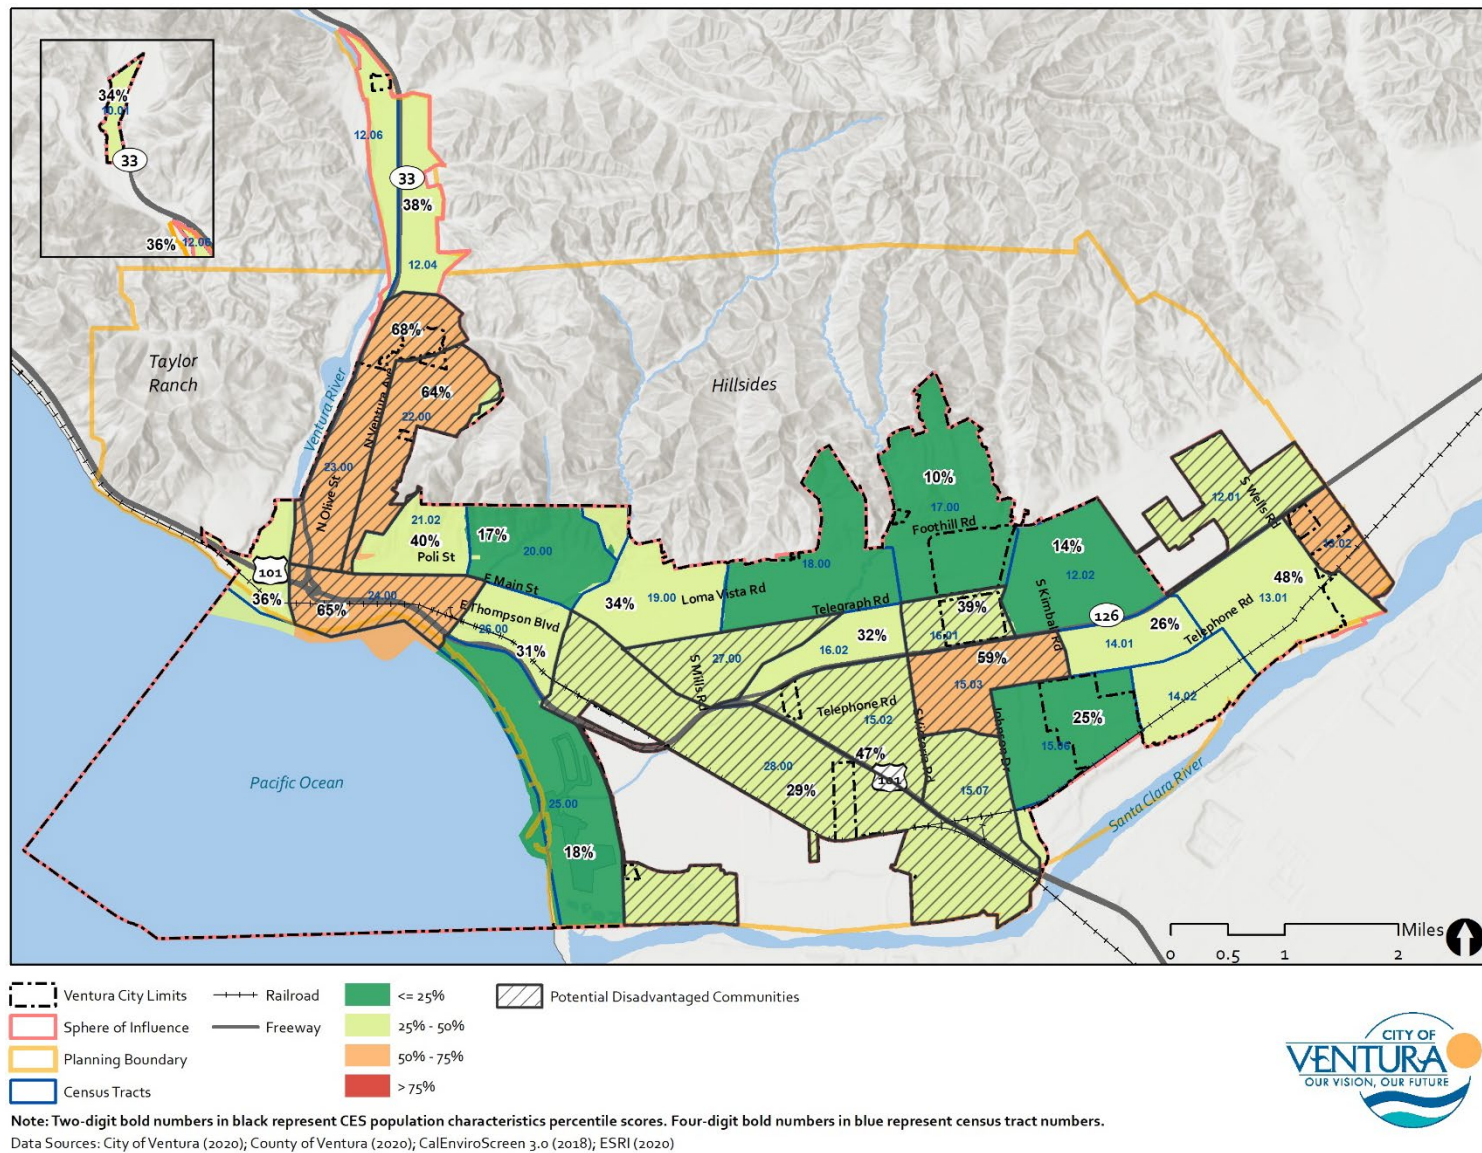 34%
10.01
33
36%
12.06
12.06
33
38%
12.04
Taylor
Ranch
Ventura River
68%
64%
N Ventura Ave
22.00
23.00
N Olive St
Hillsides
10%
17.00
Foothill Rd
12.01
S Wells Rd
13.02
21.02
40%
Poli St
17%
20.00
18.00
14%
12.02
S Kimball Rd
48%
13.01
101
36%
65%
24.00
E Main St
E Thompson Blvd
26.00
31%
34%
19.00
Loma Vista Rd
Telegraph Rd
39%
16.01
32%
16.02
126
26%
14.01
Telephone Rd
27.00
S Mills Rd
59%
15.03
14.02
Telephone Rd
15.02
S Victoria Rd
Johnson Dr
25%
15.06
Pacific Ocean
47%
28.00
29%
101
15.07
25.00
18%
Santa Clara River
Miles
0 0.5 1 2
Ventura City Limits
Sphere of Influence
Planning Boundary
Census Tracts
Railroad
Freeway
<= 25%
25% - 50%
50% - 75%
> 75%
Potential Disadvantaged Communities
CITY OF
VENTURA
OUR VISION, OUR FUTURE
Note: Two-digit bold numbers in black represent CES population characteristics percentile scores. Four-digit bold numbers in blue represent census tract numbers.
Data Sources: City of Ventura (2020); County of Ventura (2020); CalEnviroScreen 3.0 (2018); ESRI (2020)